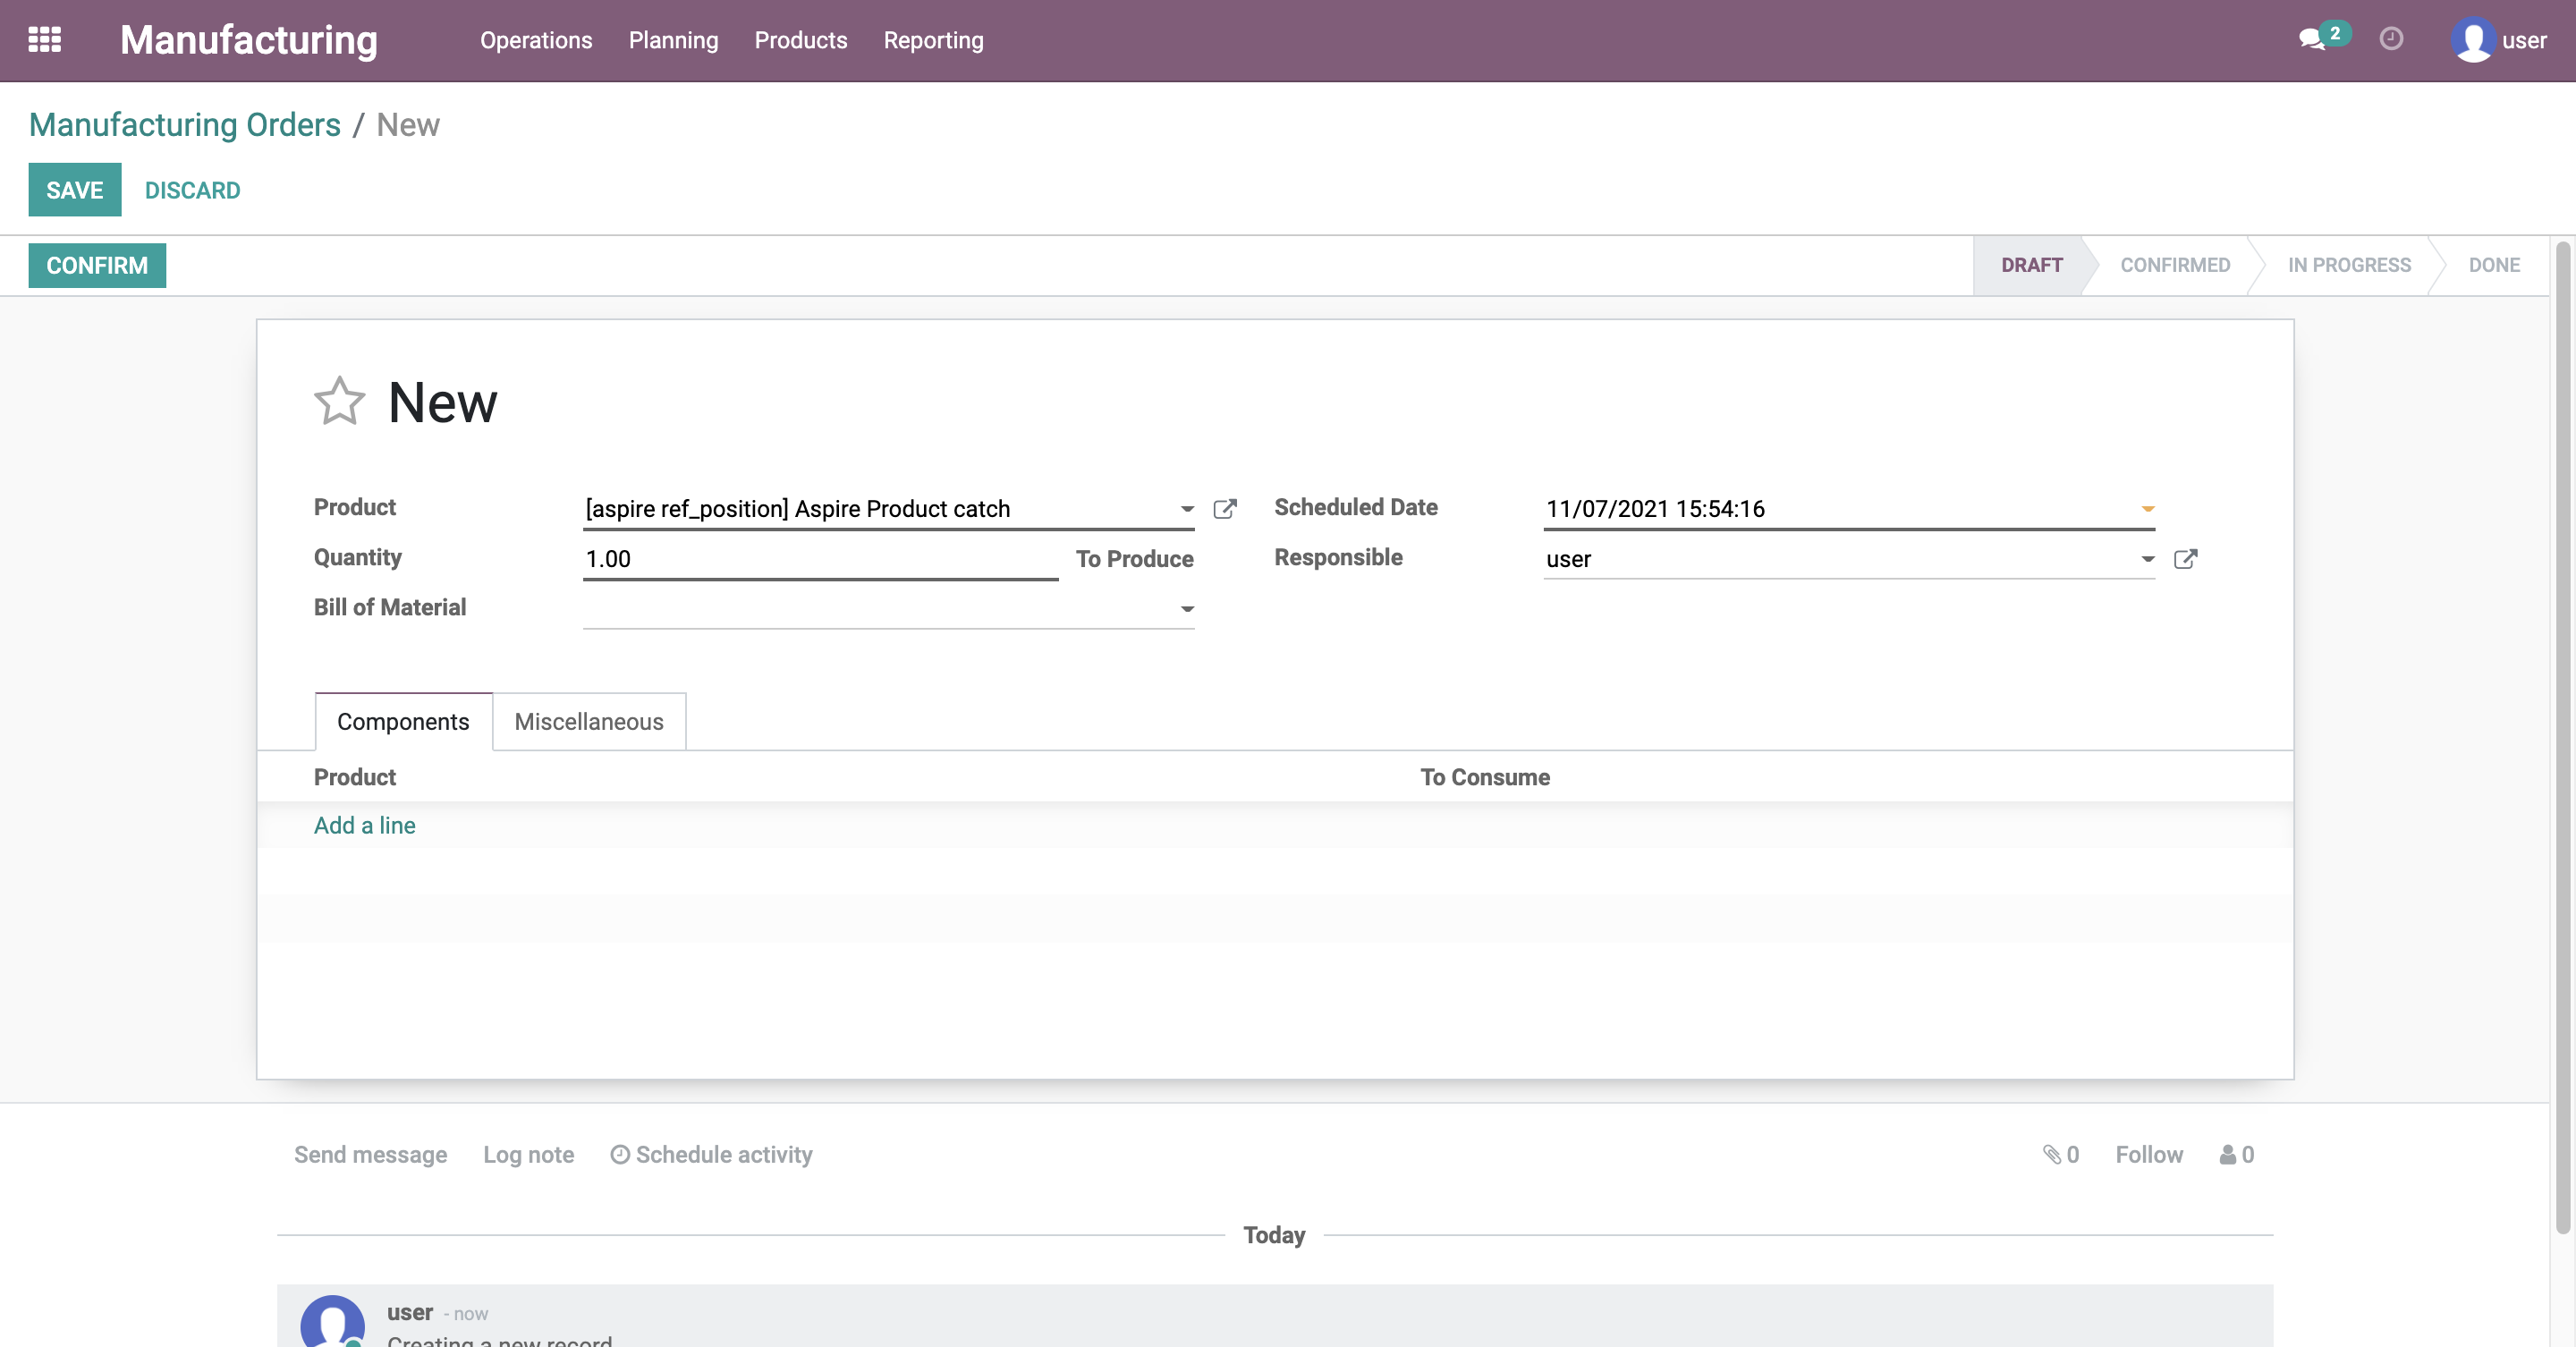 Manufacturing Operations Planning Products Reporting 2 user
Manufacturing Orders / New
SAVE DISCARD
CONFIRM DRAFT CONFIRMED IN PROGRESS DONE
New
Product [aspire ref_position] Aspire Product catch Scheduled Date 11/07/2021 15:54:16
Quantity 1.00 To Produce Responsible user
Bill of Material
Components Miscellaneous
Product To Consume
Add a line
Send message Log note Schedule activity 0 Follow 0
Today
user - now
Creating a new record